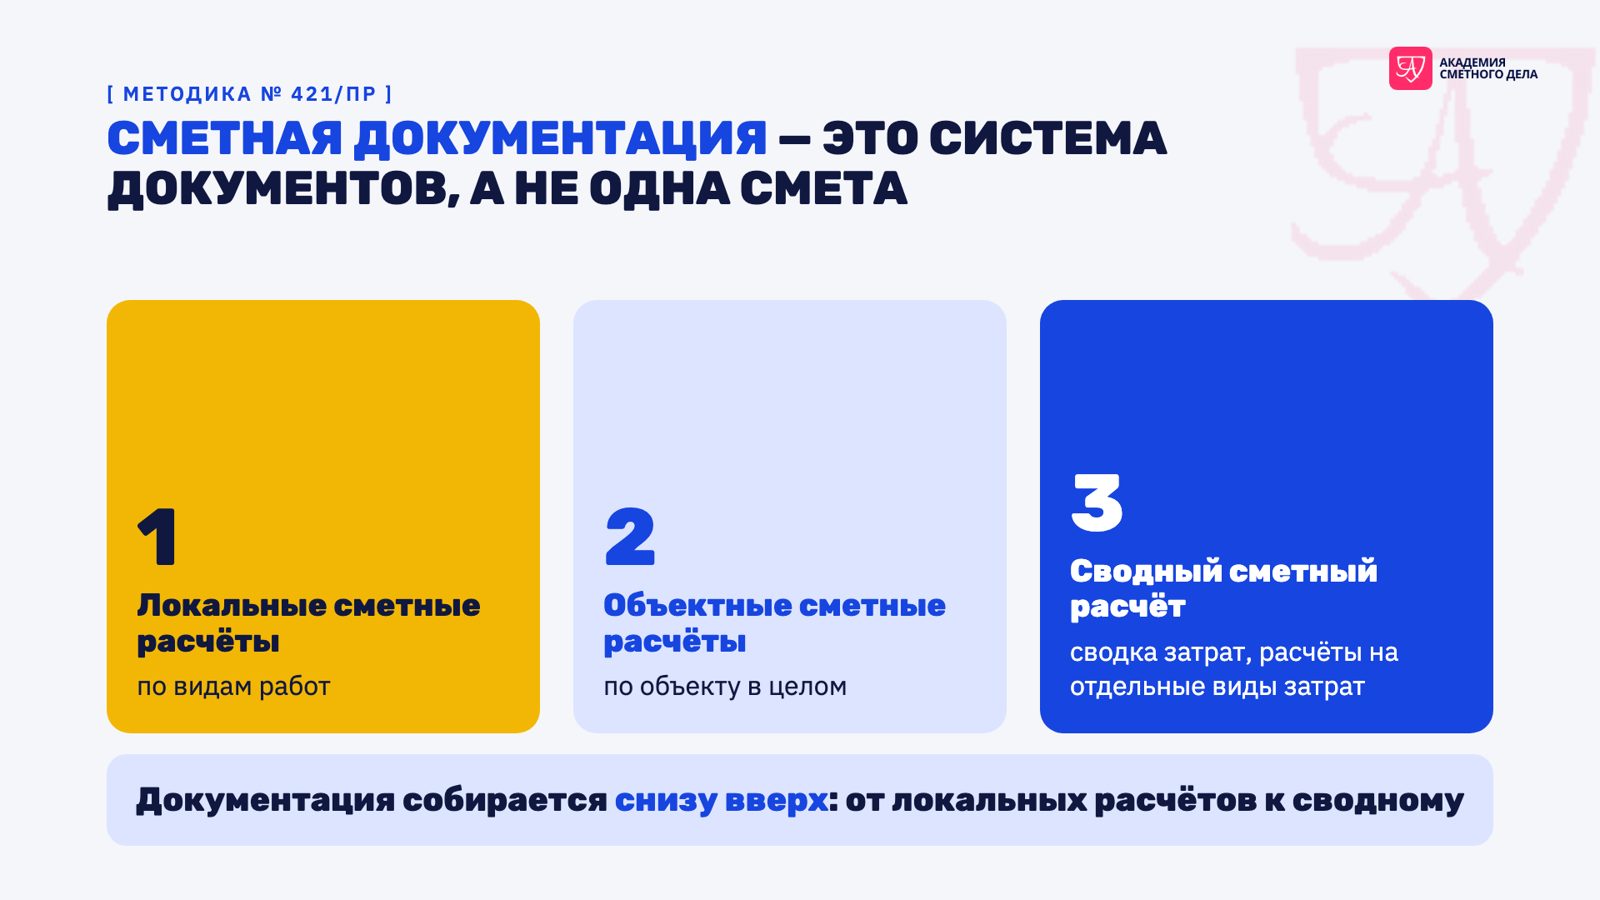 [ МЕТОДИКА № 421/ПР ]
АКАДЕМИЯ
СМЕТНОГО ДЕЛА
СМЕТНАЯ ДОКУМЕНТАЦИЯ — ЭТО СИСТЕМА
ДОКУМЕНТОВ, А НЕ ОДНА СМЕТА
1
Локальные сметные
расчёты
по видам работ
2
Объектные сметные
расчёты
по объекту в целом
3
Сводный сметный
расчёт
сводка затрат, расчёты на
отдельные виды затрат
Документация собирается снизу вверх: от локальных расчётов к сводному